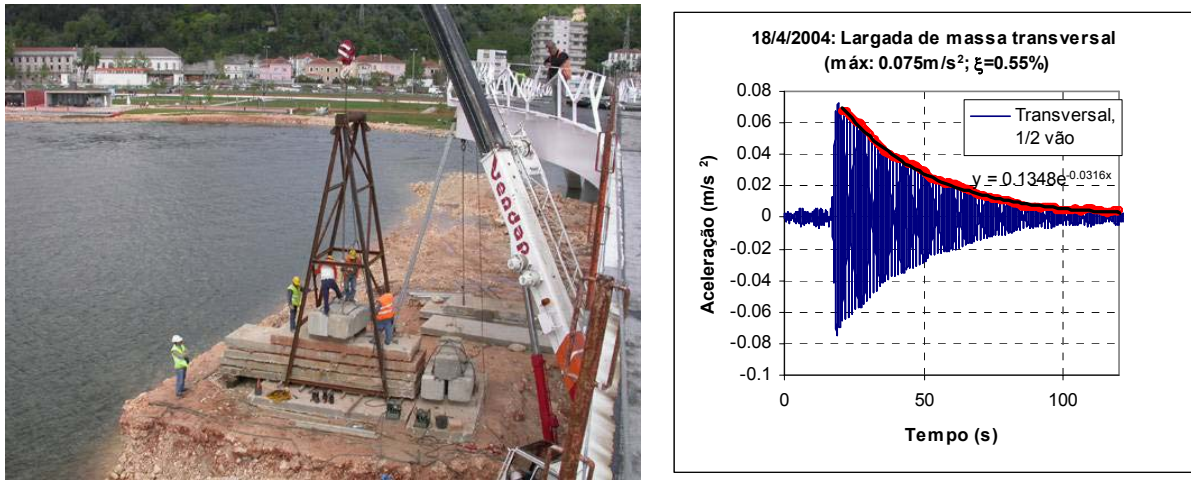 Vendap
18/4/2004: Largada de massa transversal
(máx: 0.075m/s²; ξ=0.55%)
0.08
0.06
0.04
0.02
0
-0.02
-0.04
-0.06
-0.08
-0.1
Aceleração (m/s²)
Transversal,
1/2 vão
y = 0.1348e^-0.0316x
0 50 100
Tempo (s)